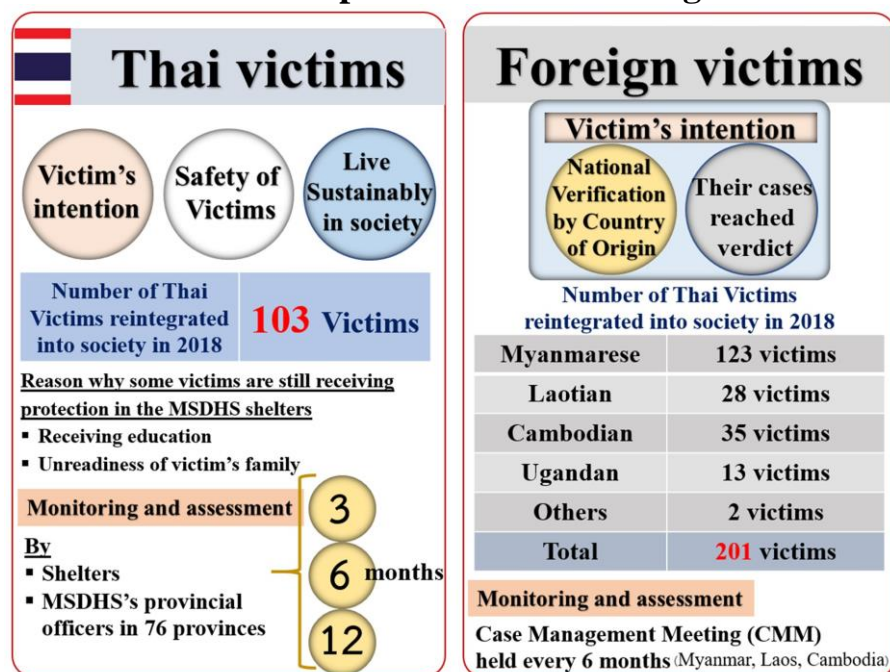 Thai victims
Victim's
intention
Safety of
Victims
Live
Sustainably
in society
Number of Thai
Victims reintegrated
into society in 2018
103 Victims
Reason why some victims are still receiving
protection in the MSDHS shelters
▪ Receiving education
▪ Unreadiness of victim's family
Monitoring and assessment
By
▪ Shelters
▪ MSDHS's provincial
officers in 76 provinces
3
6 months
12
Foreign victims
Victim's intention
National
Verification
by Country
of Origin
Their cases
reached
verdict
Number of Thai Victims
reintegrated into society in 2018
Myanmarese 123 victims
Laotian 28 victims
Cambodian 35 victims
Ugandan 13 victims
Others 2 victims
Total 201 victims
Monitoring and assessment
Case Management Meeting (CMM)
held every 6 months (Myanmar, Laos, Cambodia)